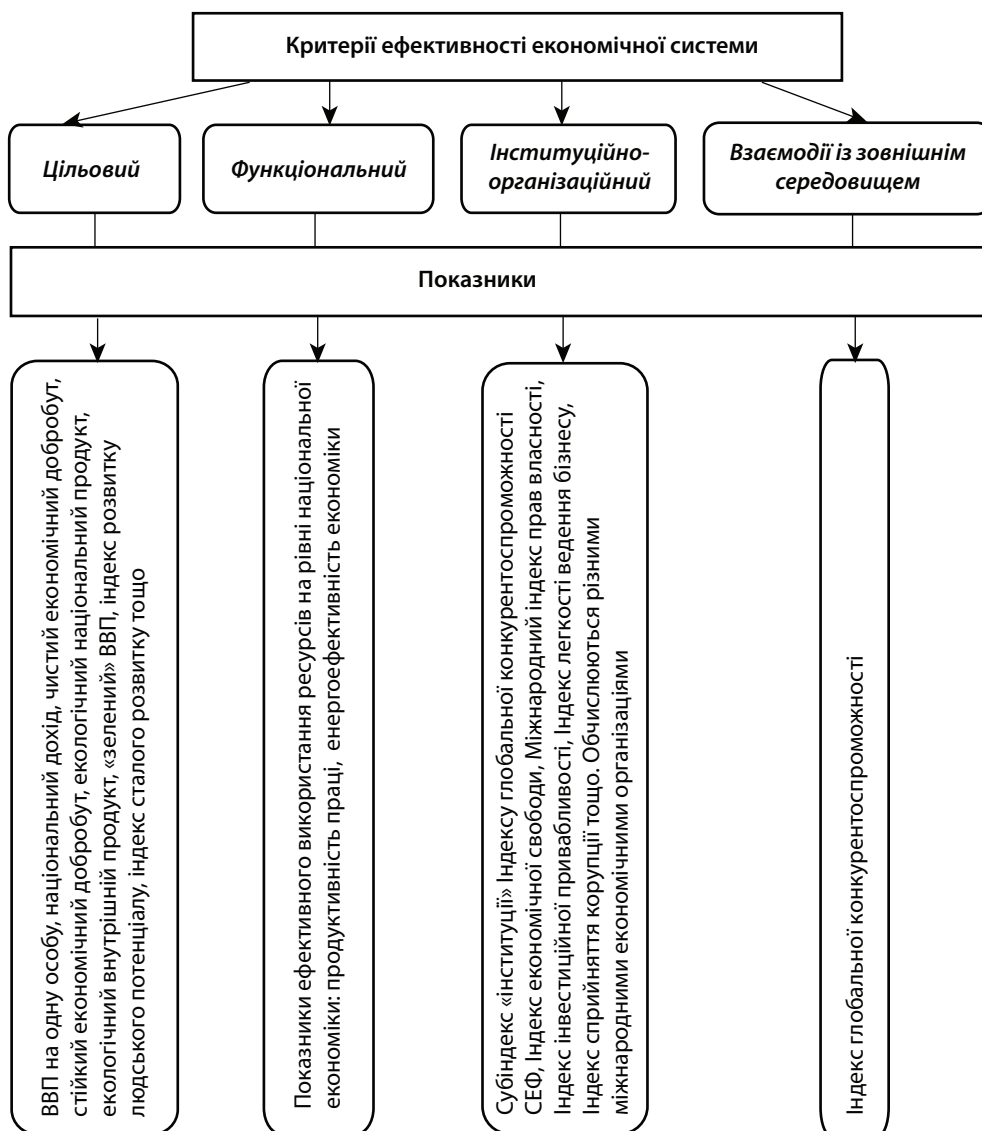 Критерії ефективності економічної системи
Цільовий
Функціональний
Інституційно-
організаційний
Взаємодії із зовнішнім
середовищем
Показники
ВВП на одну особу, національний дохід, чистий економічний добробут,
стійкий економічний добробут, екологічний національний продукт,
екологічний внутрішній продукт, «зелений» ВВП, індекс розвитку
людського потенціалу, індекс сталого розвитку тощо
Показники ефективного використання ресурсів на рівні національної
економіки: продуктивність праці, енергоефективність економіки
Субіндекс «інституції» Індексу глобальної конкурентоспроможності
СЕФ, Індекс економічної свободи, Міжнародний індекс прав власності,
Індекс інвестиційної привабливості, Індекс легкості ведення бізнесу,
Індекс сприйняття корупції тощо. Обчислюються різними
міжнародними економічними організаціями
Індекс глобальної конкурентоспроможності